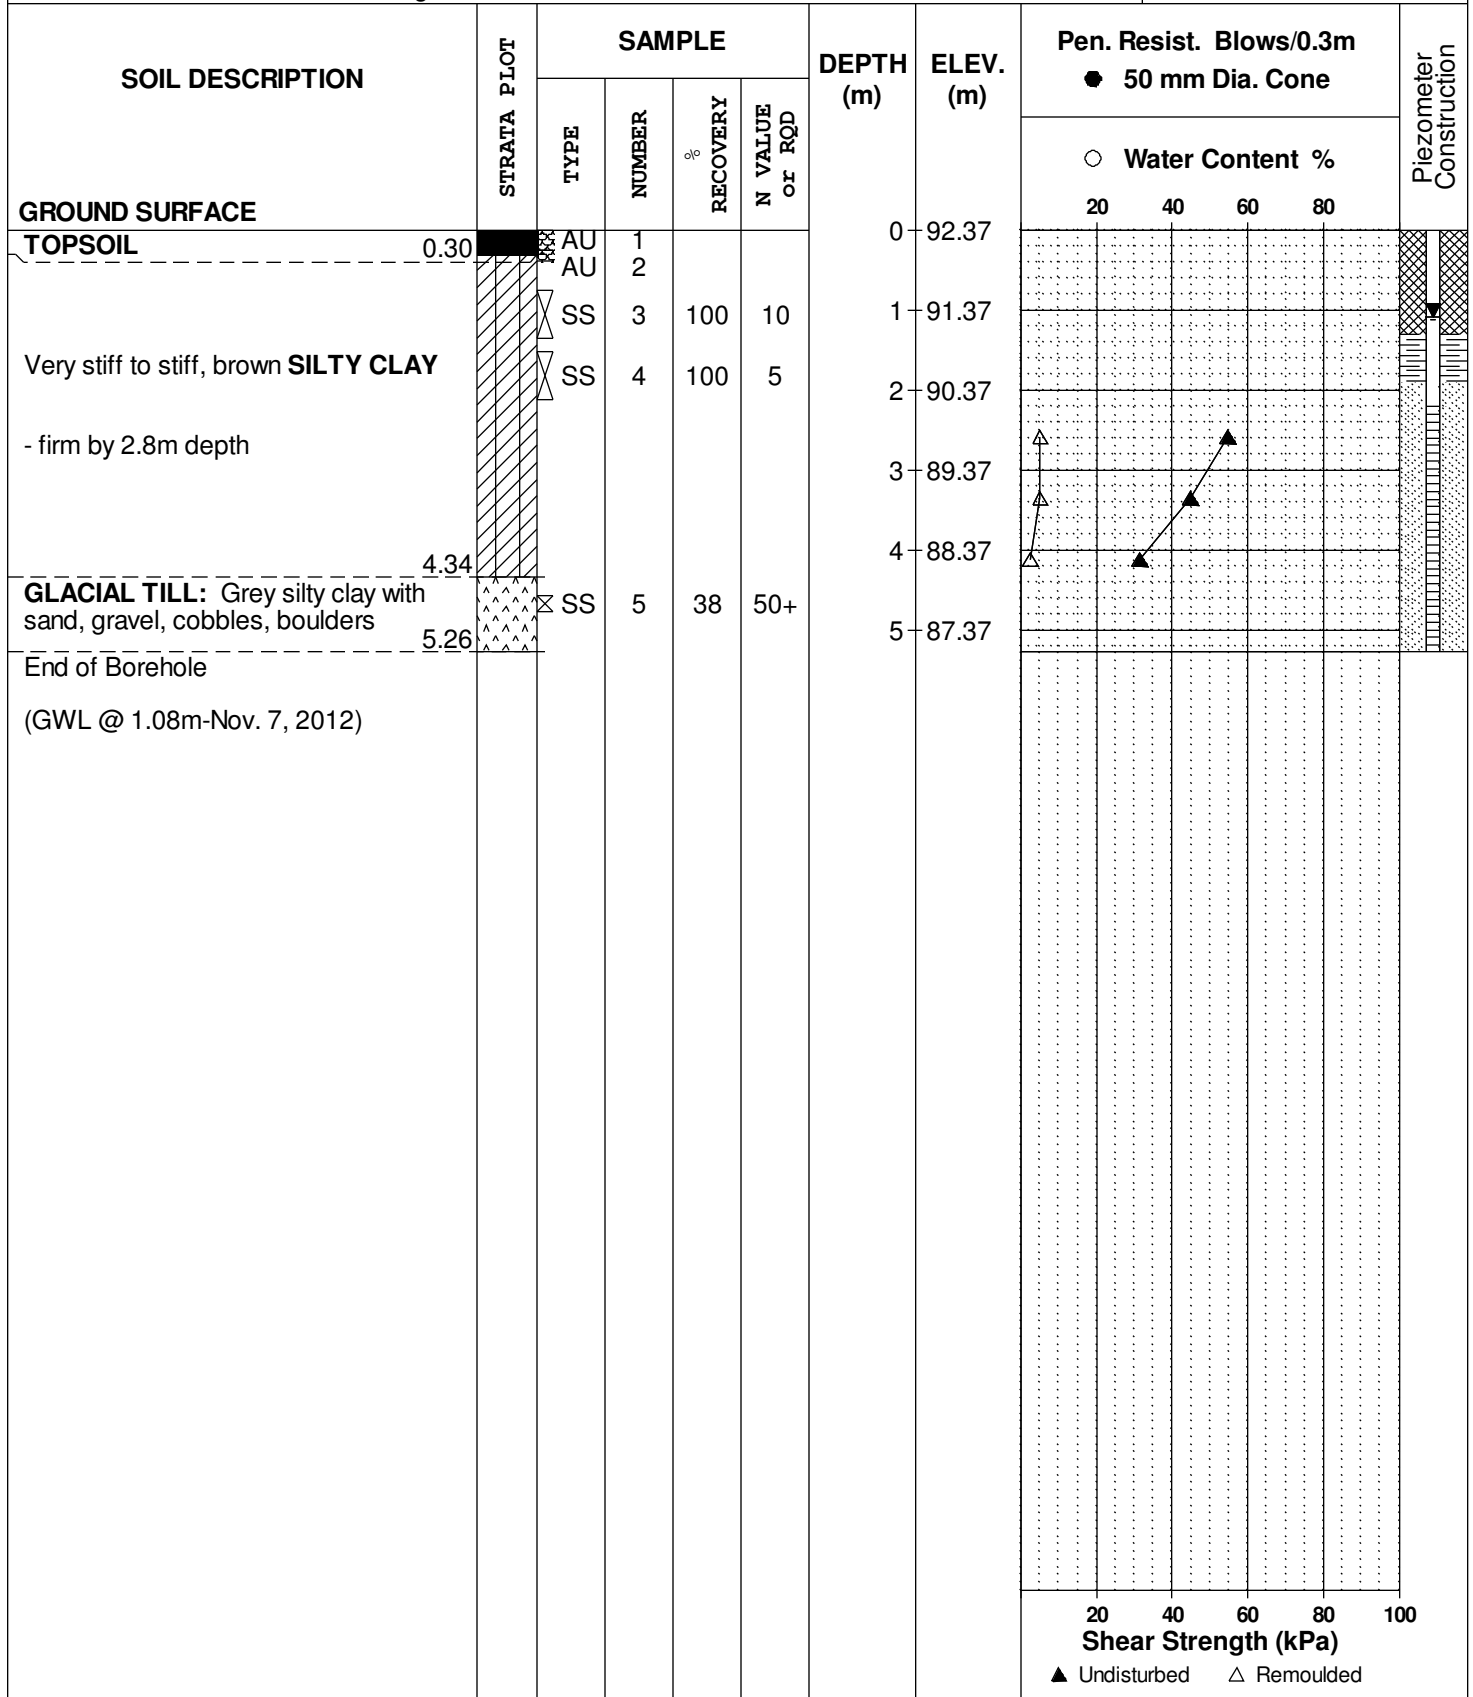 SOIL DESCRIPTION
GROUND SURFACE
STRATA PLOT
SAMPLE
TYPE
NUMBER
% RECOVERY
N VALUE or RQD
DEPTH (m)
ELEV. (m)
Pen. Resist. Blows/0.3m
● 50 mm Dia. Cone
○ Water Content %
20 40 60 80
Piezometer Construction
TOPSOIL 0.30
AU 1
AU 2
0 92.37
SS 3 100 10
1 91.37
Very stiff to stiff, brown SILTY CLAY
SS 4 100 5
2 90.37
- firm by 2.8m depth
3 89.37
4 88.37
4.34
GLACIAL TILL: Grey silty clay with
sand, gravel, cobbles, boulders
5.26
SS 5 38 50+
5 87.37
End of Borehole
(GWL @ 1.08m-Nov. 7, 2012)
20 40 60 80 100
Shear Strength (kPa)
▲ Undisturbed △ Remoulded